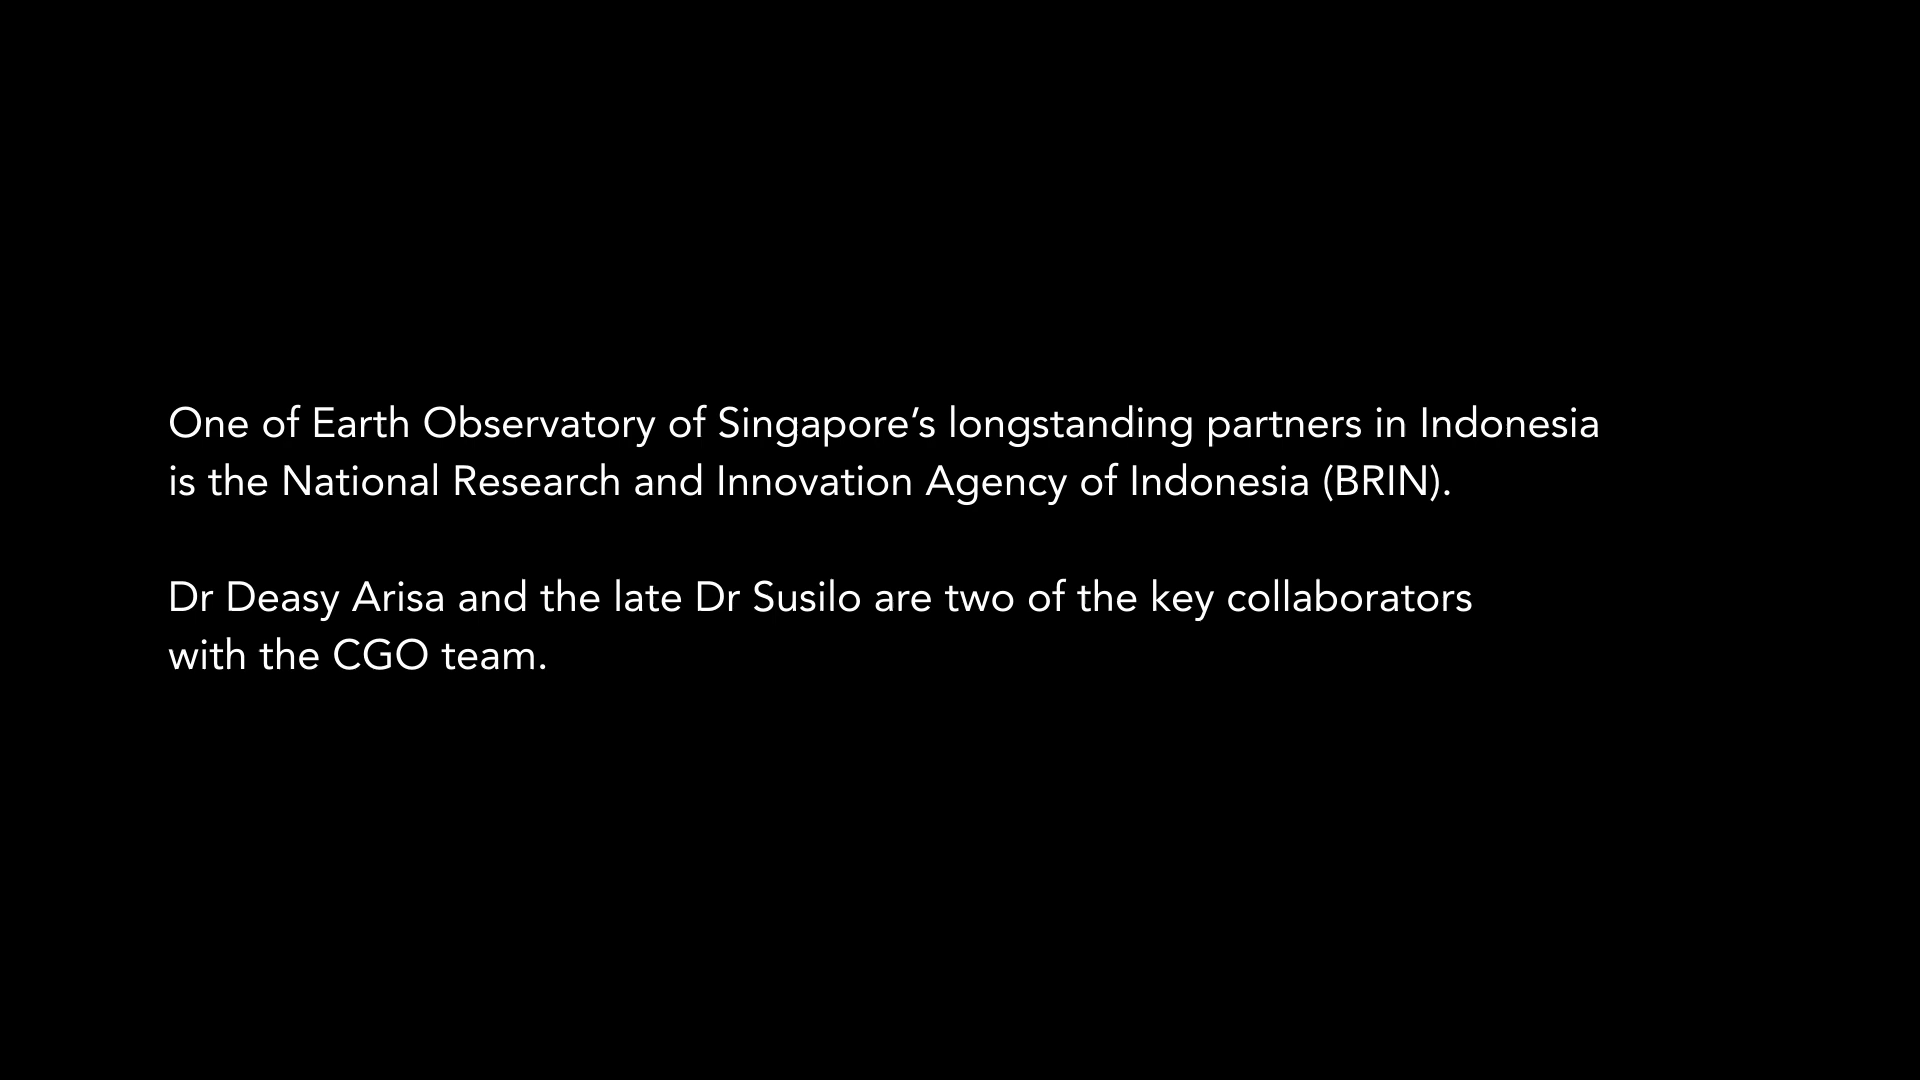 One of Earth Observatory of Singapore’s longstanding partners in Indonesia
is the National Research and Innovation Agency of Indonesia (BRIN).
Dr Deasy Arisa and the late Dr Susilo are two of the key collaborators
with the CGO team.